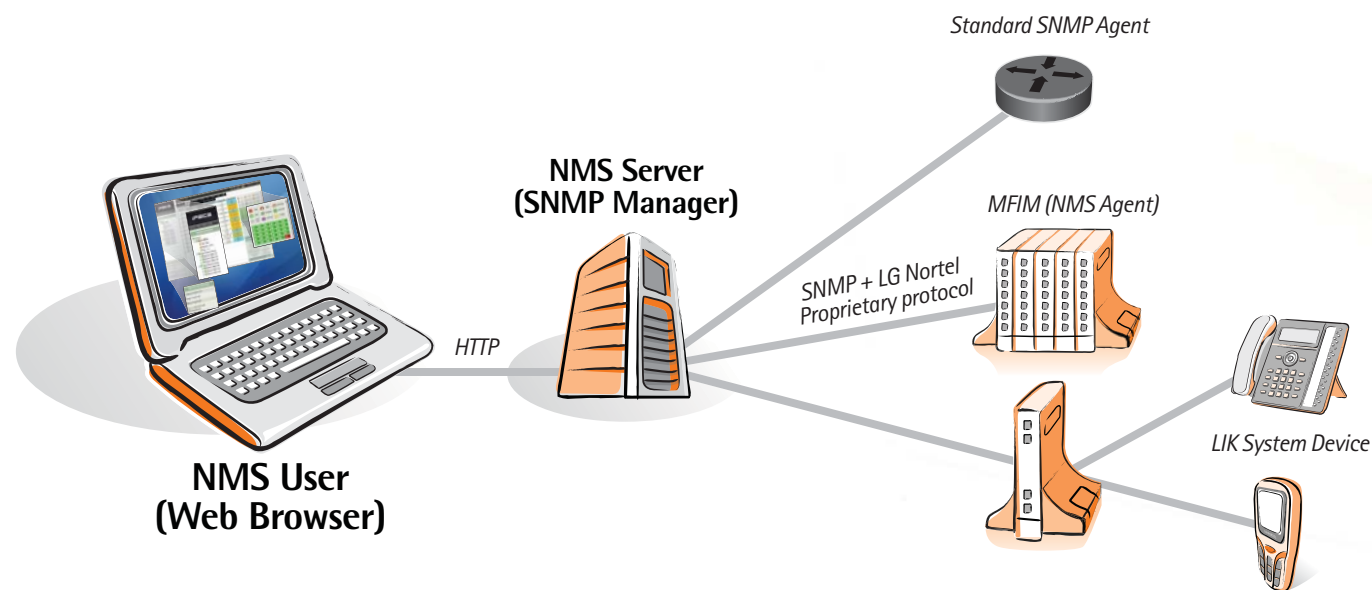 Standard SNMP Agent
NMS Server
(SNMP Manager)
MFIM (NMS Agent)
SNMP + LG Nortel
Proprietary protocol
HTTP
LIK System Device
NMS User
(Web Browser)